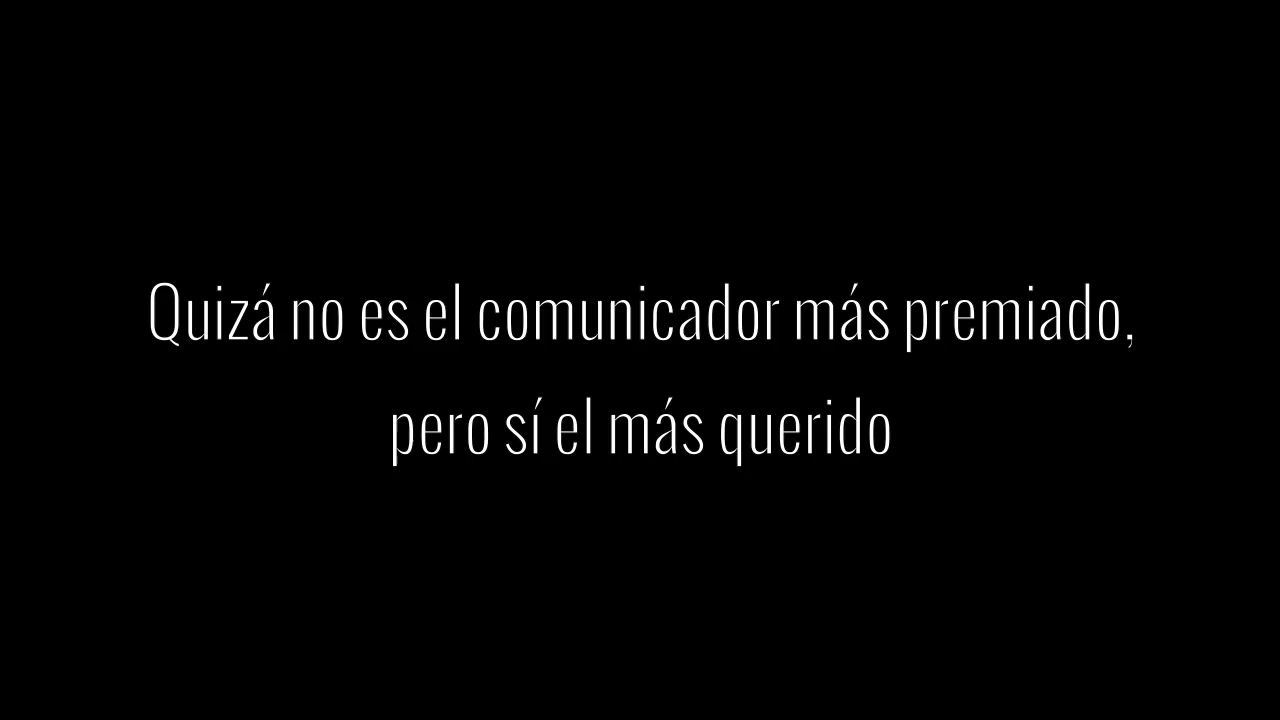 Quizá no es el comunicador más premiado,
pero sí el más querido